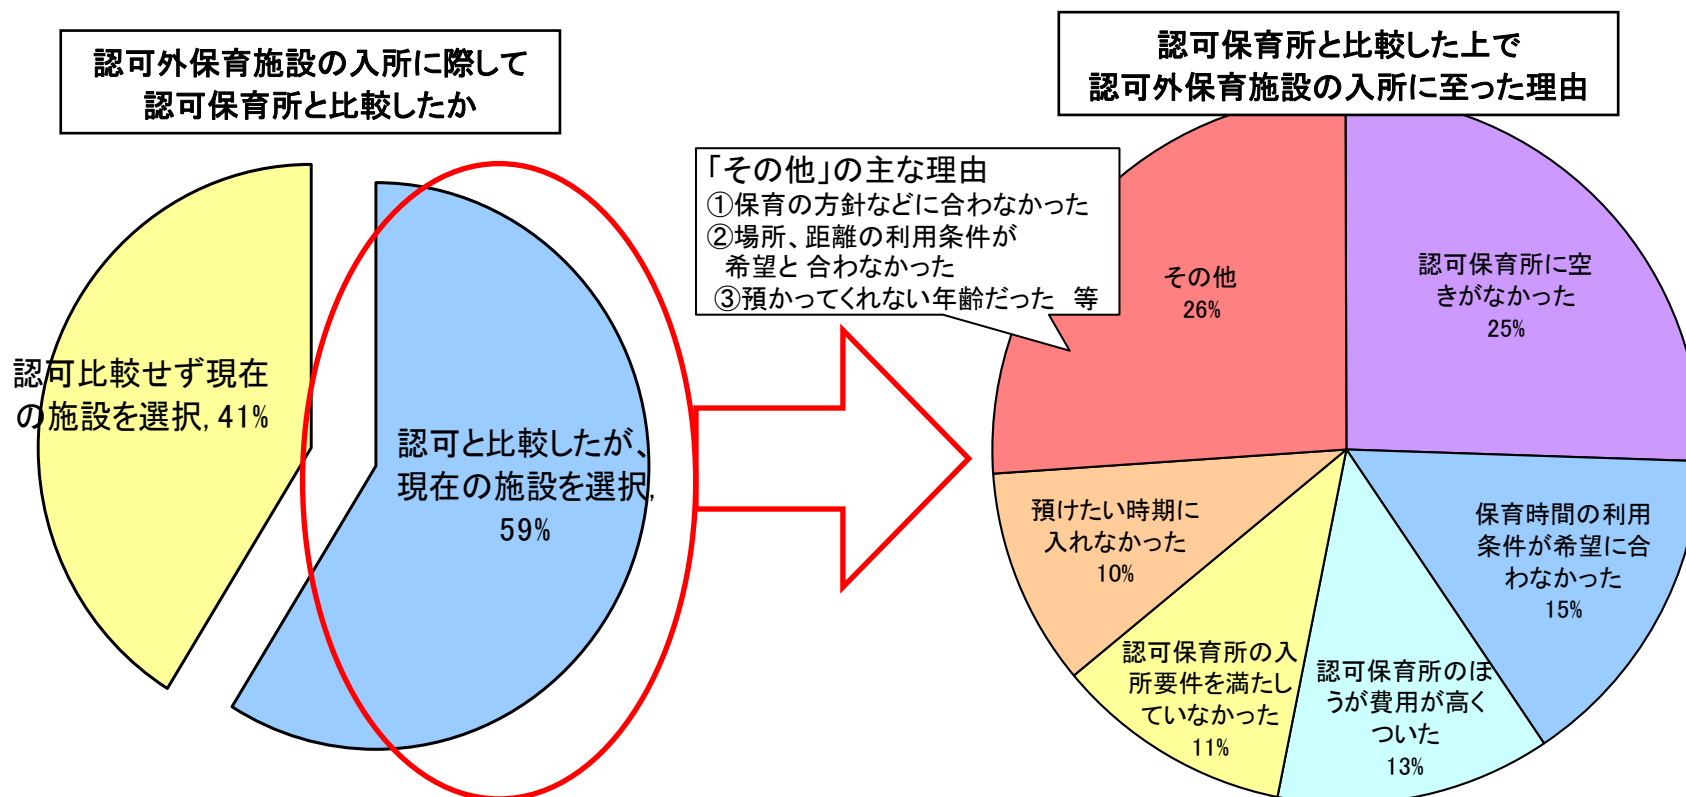 認可外保育施設の入所に際して
認可保育所と比較したか
認可比較せず現在
の施設を選択, 41%
認可と比較したが、
現在の施設を選択,
59%
認可保育所と比較した上で
認可外保育施設の入所に至った理由
「その他」の主な理由
①保育の方針などに合わなかった
②場所、距離の利用条件が
希望と 合わなかった
③預かってくれない年齢だった 等
その他
26%
認可保育所に空
きがなかった
25%
保育時間の利用
条件が希望に合
わなかった
15%
認可保育所のほ
うが費用が高く
ついた
13%
認可保育所の入
所要件を満たし
ていなかった
11%
預けたい時期に
入れなかった
10%